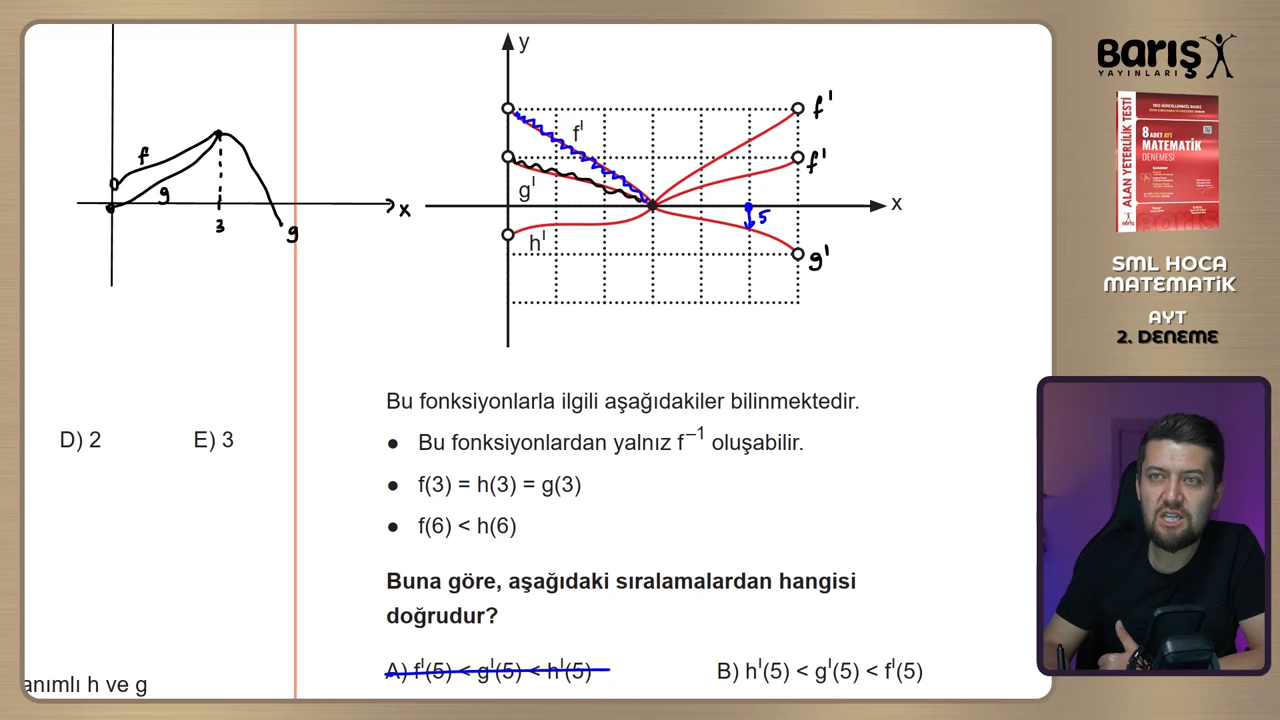 f
g
x
3
g
D) 2
E) 3
anımlı h ve g
y
f'
f'
f'
g'
x
5
h'
g'
Bu fonksiyonlarla ilgili aşağıdakiler bilinmektedir.
● Bu fonksiyonlardan yalnız f⁻¹ oluşabilir.
● f(3) = h(3) = g(3)
● f(6) < h(6)
Buna göre, aşağıdaki sıralamalardan hangisi
doğrudur?
A) f'(5) < g'(5) < h'(5)
B) h'(5) < g'(5) < f'(5)
BARIŞ
YAYINLARI
ALAN YETERLİLİK TESTİ
8 ADET AYT
MATEMATİK
DENEMESİ
SML HOCA
MATEMATİK
AYT
2. DENEME